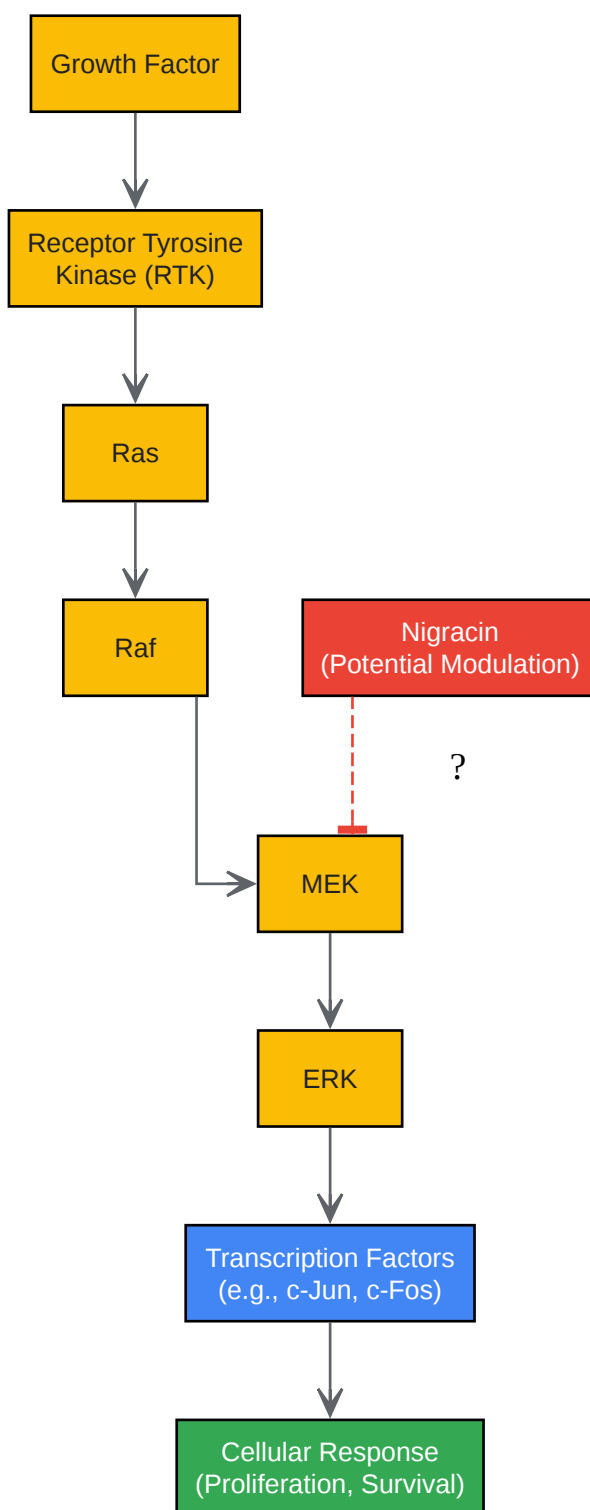 Growth Factor
Receptor Tyrosine
Kinase (RTK)
Ras
Raf
Nigracin
(Potential Modulation)
?
MEK
ERK
Transcription Factors
(e.g., c-Jun, c-Fos)
Cellular Response
(Proliferation, Survival)